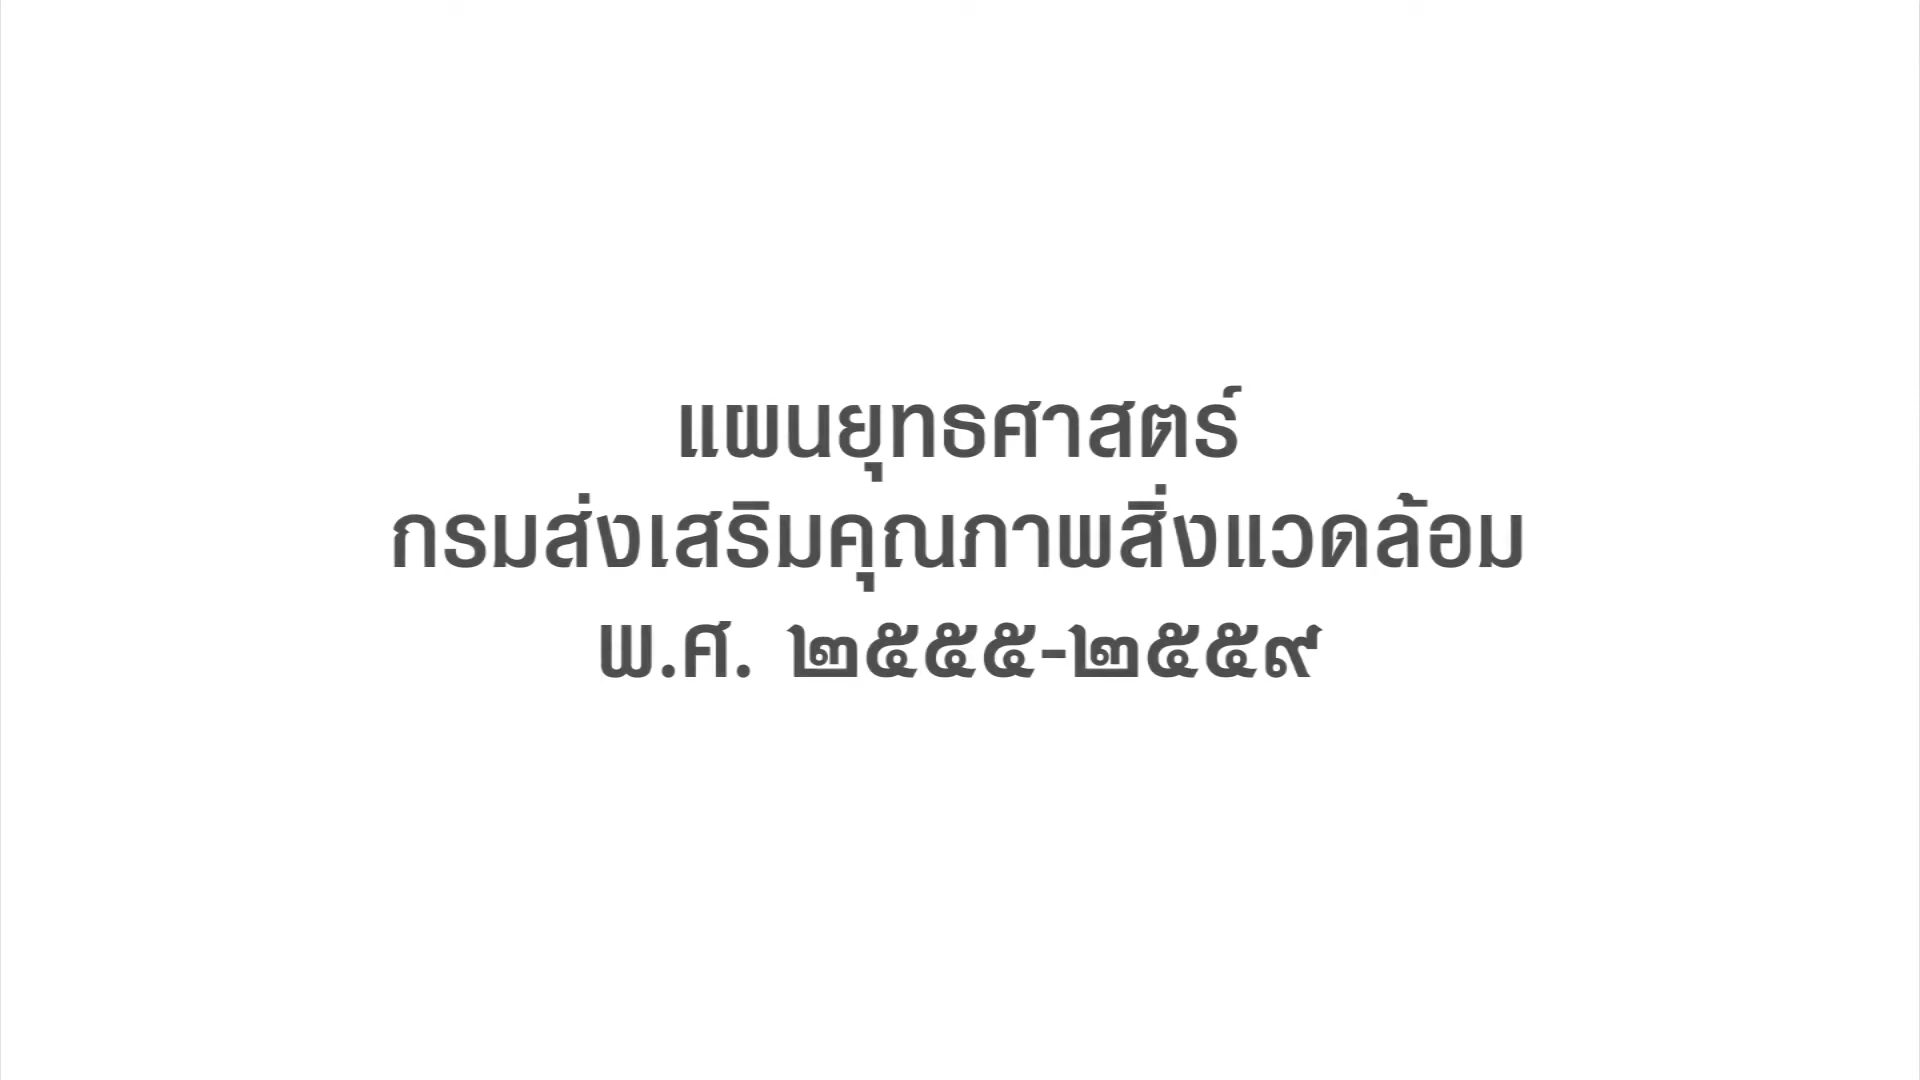 แผนยุทธศาสตร์
กรมส่งเสริมคุณภาพสิ่งแวดล้อม
พ.ศ. ๒๕๕๕-๒๕๕๙